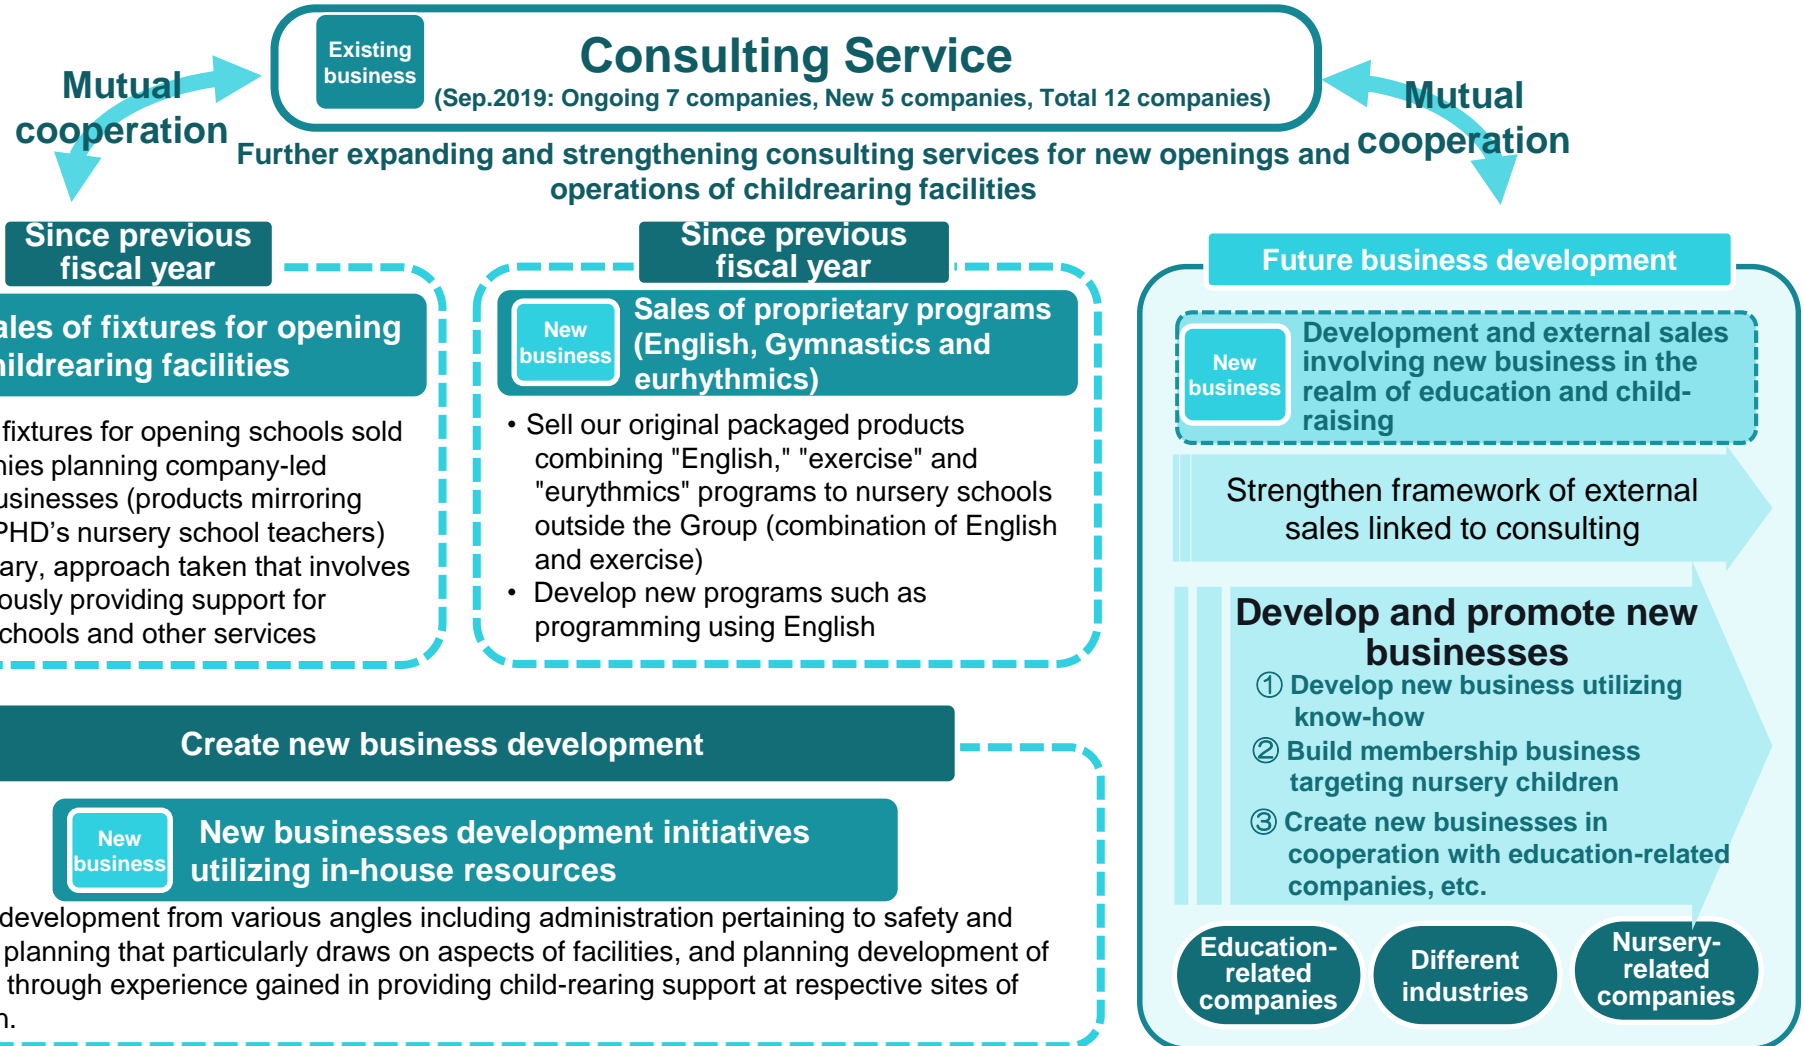 Existing
business
Consulting Service
(Sep.2019: Ongoing 7 companies, New 5 companies, Total 12 companies)
Mutual
cooperation
Mutual
cooperation
Further expanding and strengthening consulting services for new openings and
operations of childrearing facilities
Since previous
fiscal year
of fixtures for opening
facilities
fixtures for opening schools sold
planning company-led
(products mirroring
nursery school teachers)
approach taken that involves
providing support for
and other services
Since previous
fiscal year
New
business
Sales of proprietary programs
(English, Gymnastics and
eurhythmics)
• Sell our original packaged products
combining "English," "exercise" and
"eurythmics" programs to nursery schools
outside the Group (combination of English
and exercise)
• Develop new programs such as
programming using English
Create new business development
New
business
New businesses development initiatives
utilizing in-house resources
development from various angles including administration pertaining to safety and
planning that particularly draws on aspects of facilities, and planning development of
through experience gained in providing child-rearing support at respective sites of
Future business development
New
business
Development and external sales
involving new business in the
realm of education and child-
raising
Strengthen framework of external
sales linked to consulting
Develop and promote new
businesses
① Develop new business utilizing
know-how
② Build membership business
targeting nursery children
③ Create new businesses in
cooperation with education-related
companies, etc.
Education-
related
companies
Different
industries
Nursery-
related
companies